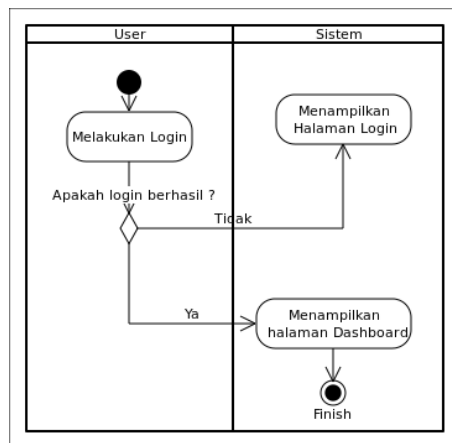 User
Sistem
Melakukan Login
Menampilkan
Halaman Login
Apakah login berhasil ?
Tidak
Ya
Menampilkan
halaman Dashboard
Finish